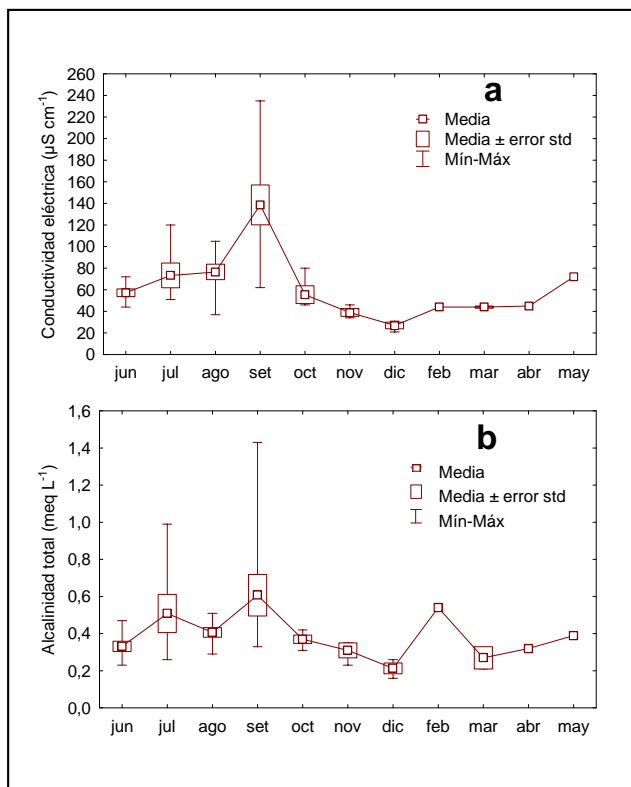 a
Media
Media ± error std
Mín-Máx
Conductividad eléctrica (µS cm⁻¹)
260
240
220
200
180
160
140
120
100
80
60
40
20
0
jun jul ago set oct nov dic feb mar abr may
b
Media
Media ± error std
Mín-Máx
Alcalinidad total (meq L⁻¹)
1,6
1,4
1,2
1,0
0,8
0,6
0,4
0,2
0,0
jun jul ago set oct nov dic feb mar abr may